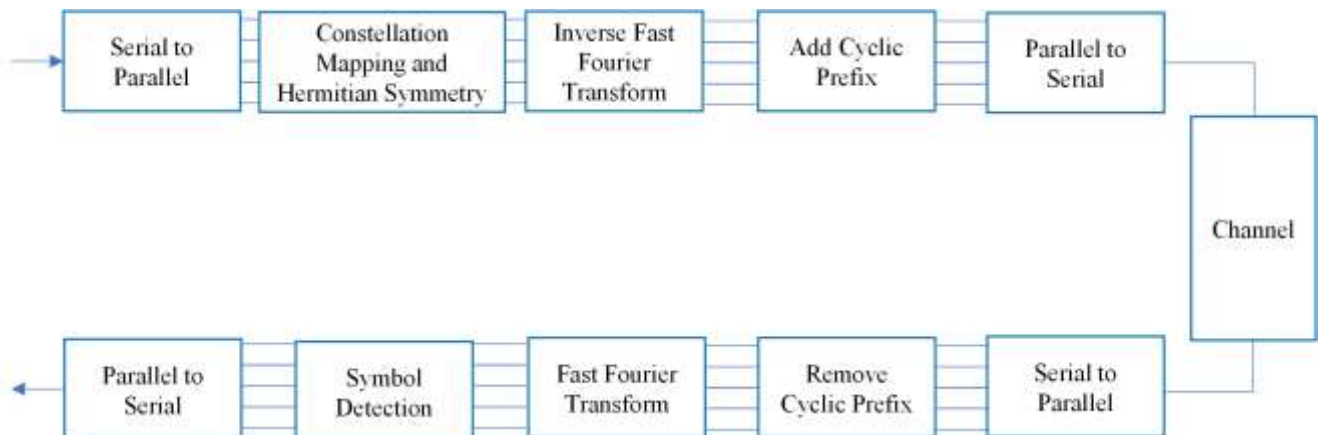 Serial to
Parallel
Constellation
Mapping and
Hermitian Symmetry
Inverse Fast
Fourier
Transform
Add Cyclic
Prefix
Parallel to
Serial
Channel
Parallel to
Serial
Symbol
Detection
Fast Fourier
Transform
Remove
Cyclic Prefix
Serial to
Parallel